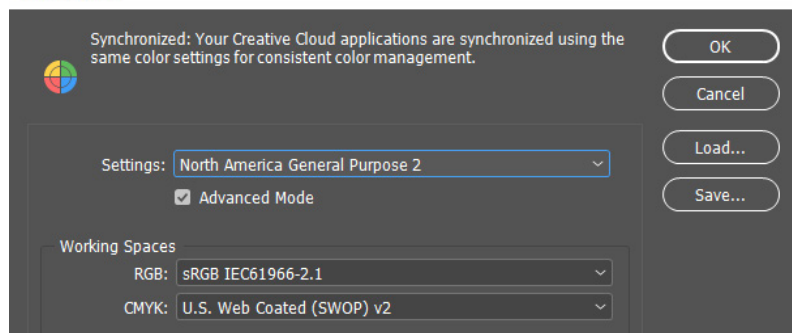 Synchronized: Your Creative Cloud applications are synchronized using the
same color settings for consistent color management.
OK
Cancel
Load...
Save...
Settings: North America General Purpose 2
Advanced Mode
Working Spaces
RGB: sRGB IEC61966-2.1
CMYK: U.S. Web Coated (SWOP) v2